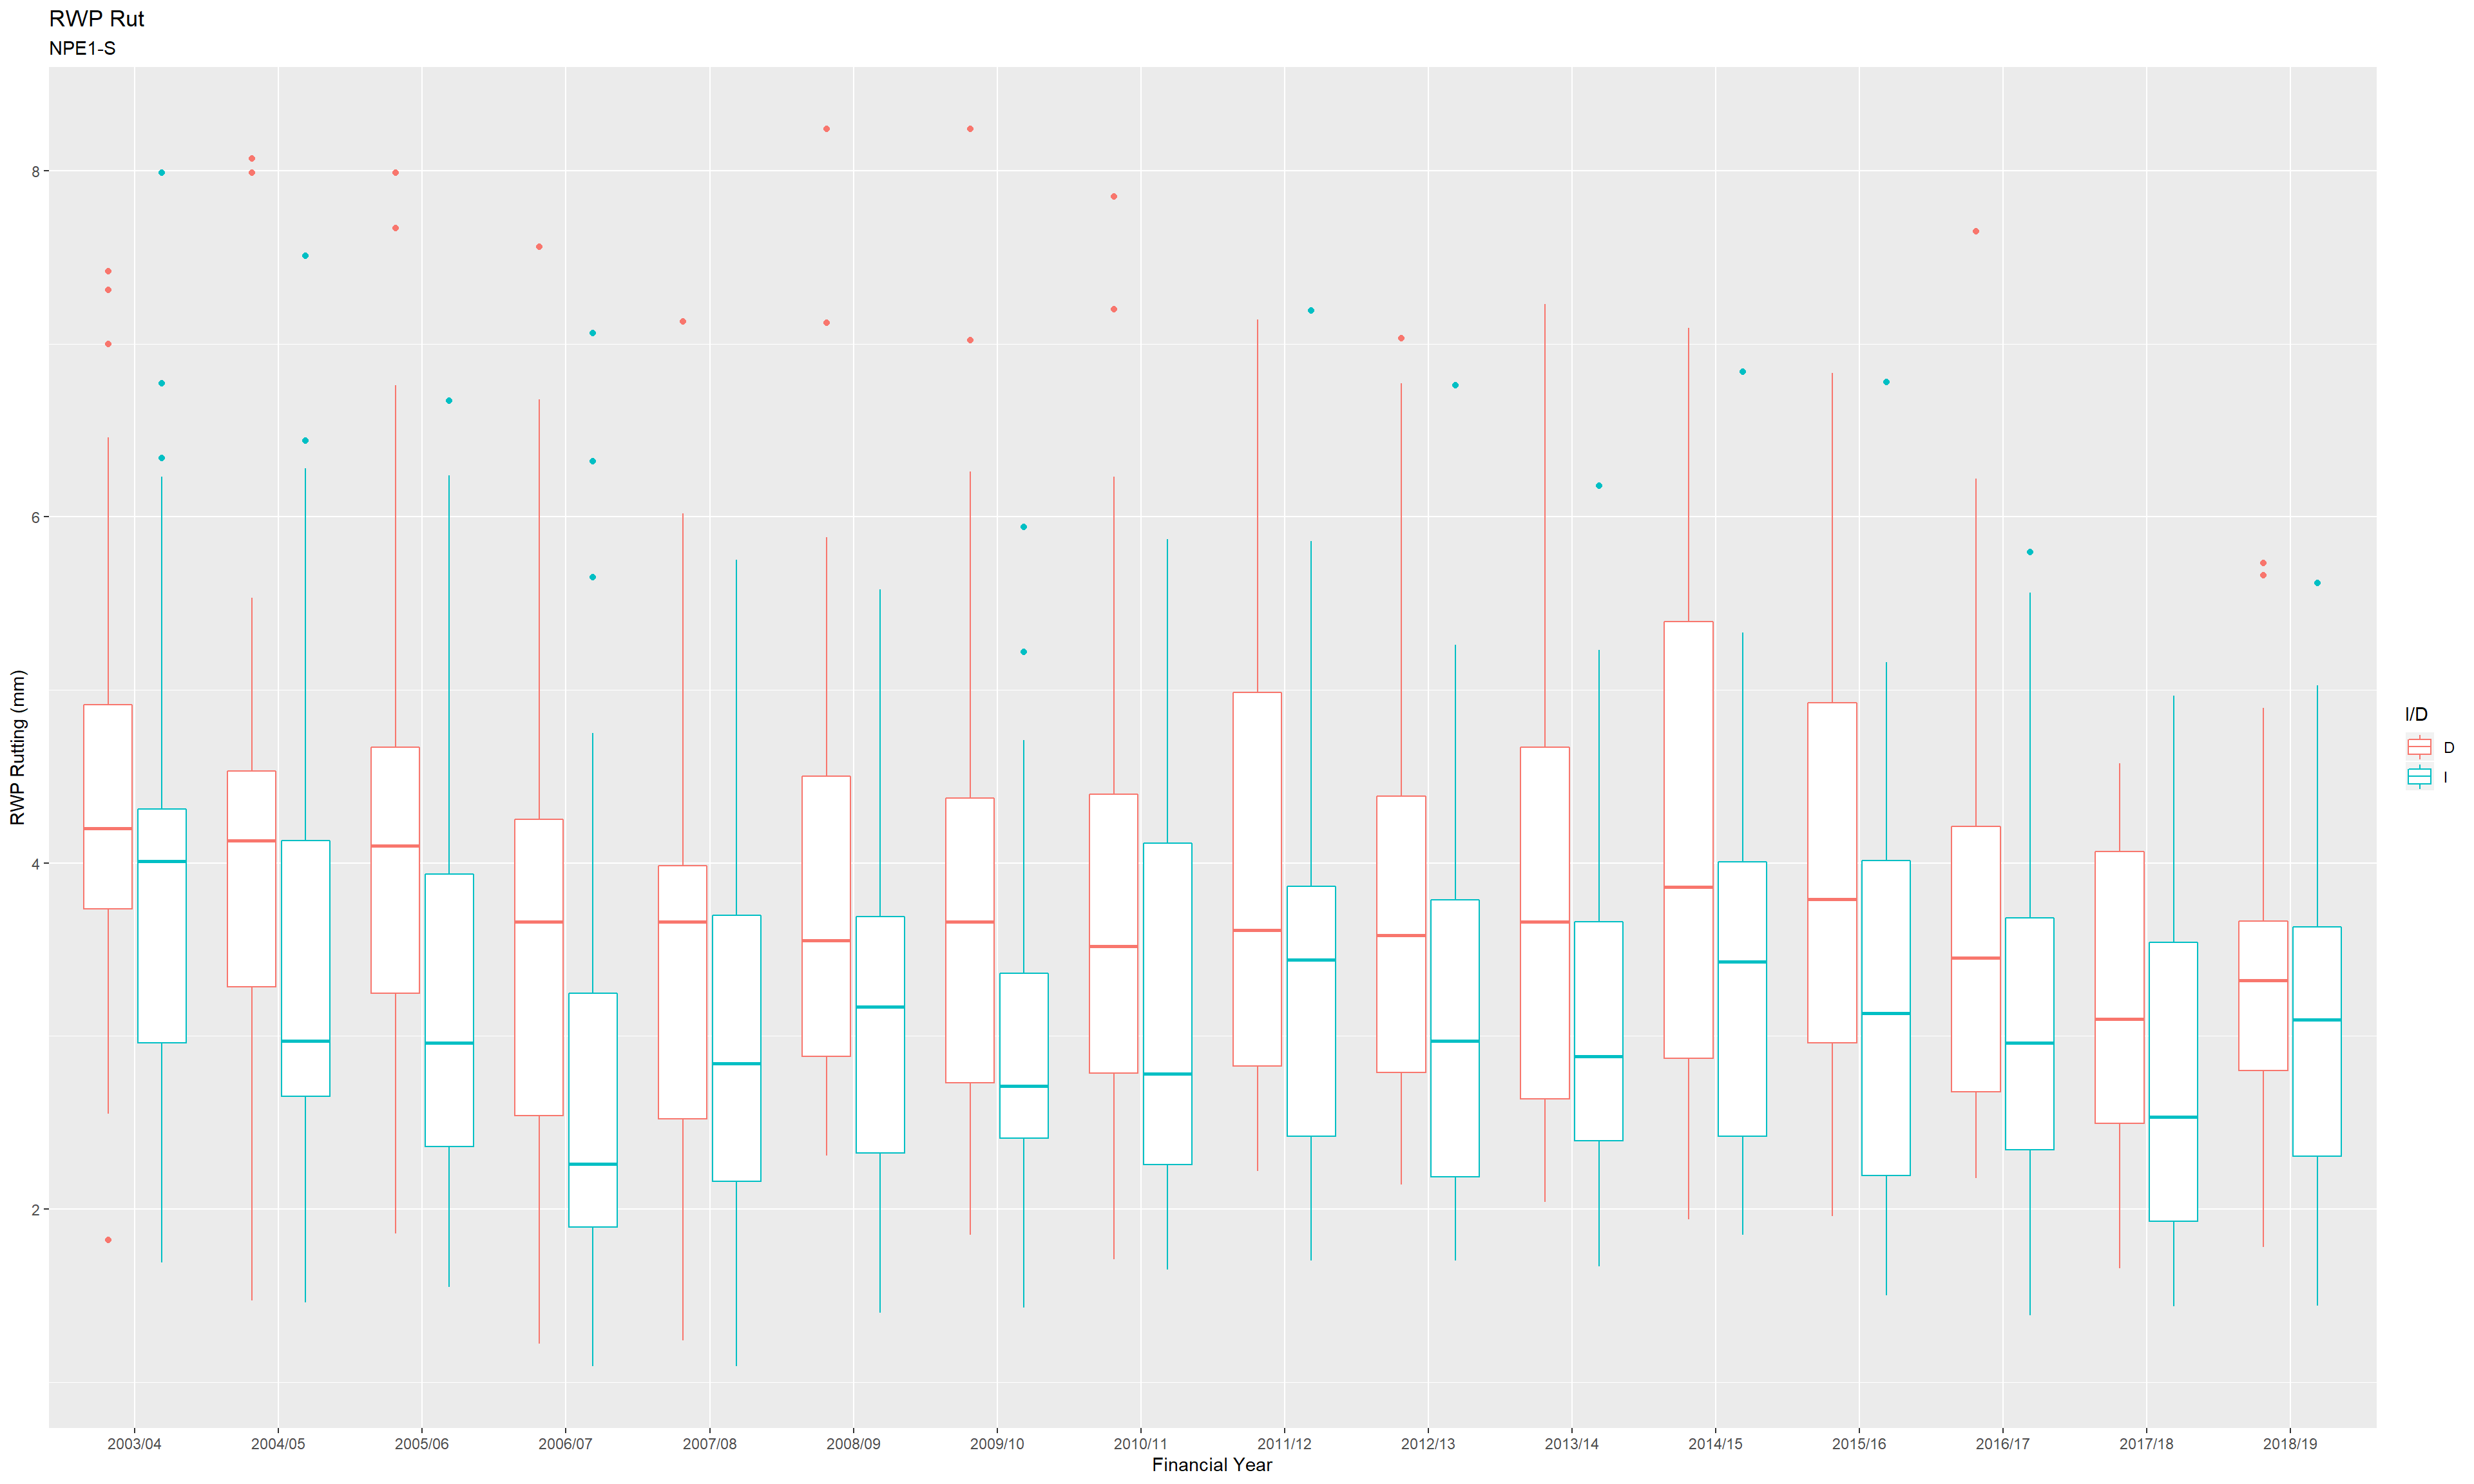 RWP Rut
NPE1-S
RWP Rutting (mm)
8
6
4
2
2003/04 2004/05 2005/06 2006/07 2007/08 2008/09 2009/10 2010/11 2011/12 2012/13 2013/14 2014/15 2015/16 2016/17 2017/18 2018/19
Financial Year
I/D
D
I